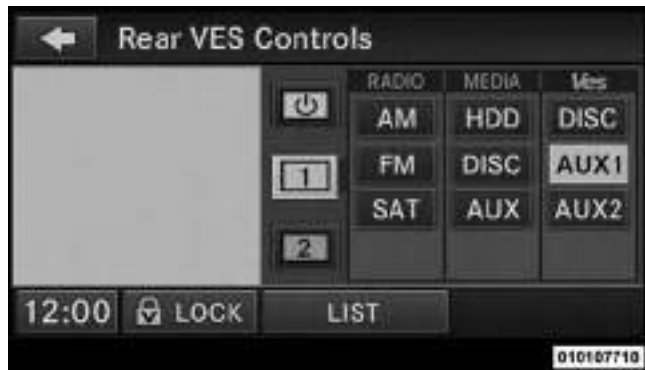 Rear VES Controls
RADIO MEDIA Ves
AM HDD DISC
1 FM DISC AUX1
SAT AUX AUX2
2
12:00 LOCK LIST
010107710